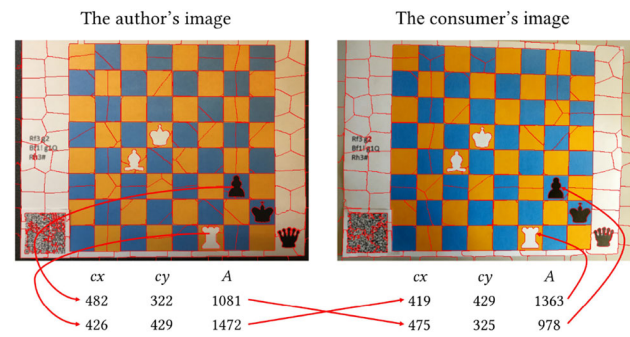 The author's image
The consumer's image
Rf3 g2
Bf1! g1Q
Rh3#
Rf3 g2
Bf1! g1Q
Rh3#
cx cy A
482 322 1081
426 429 1472
cx cy A
419 429 1363
475 325 978